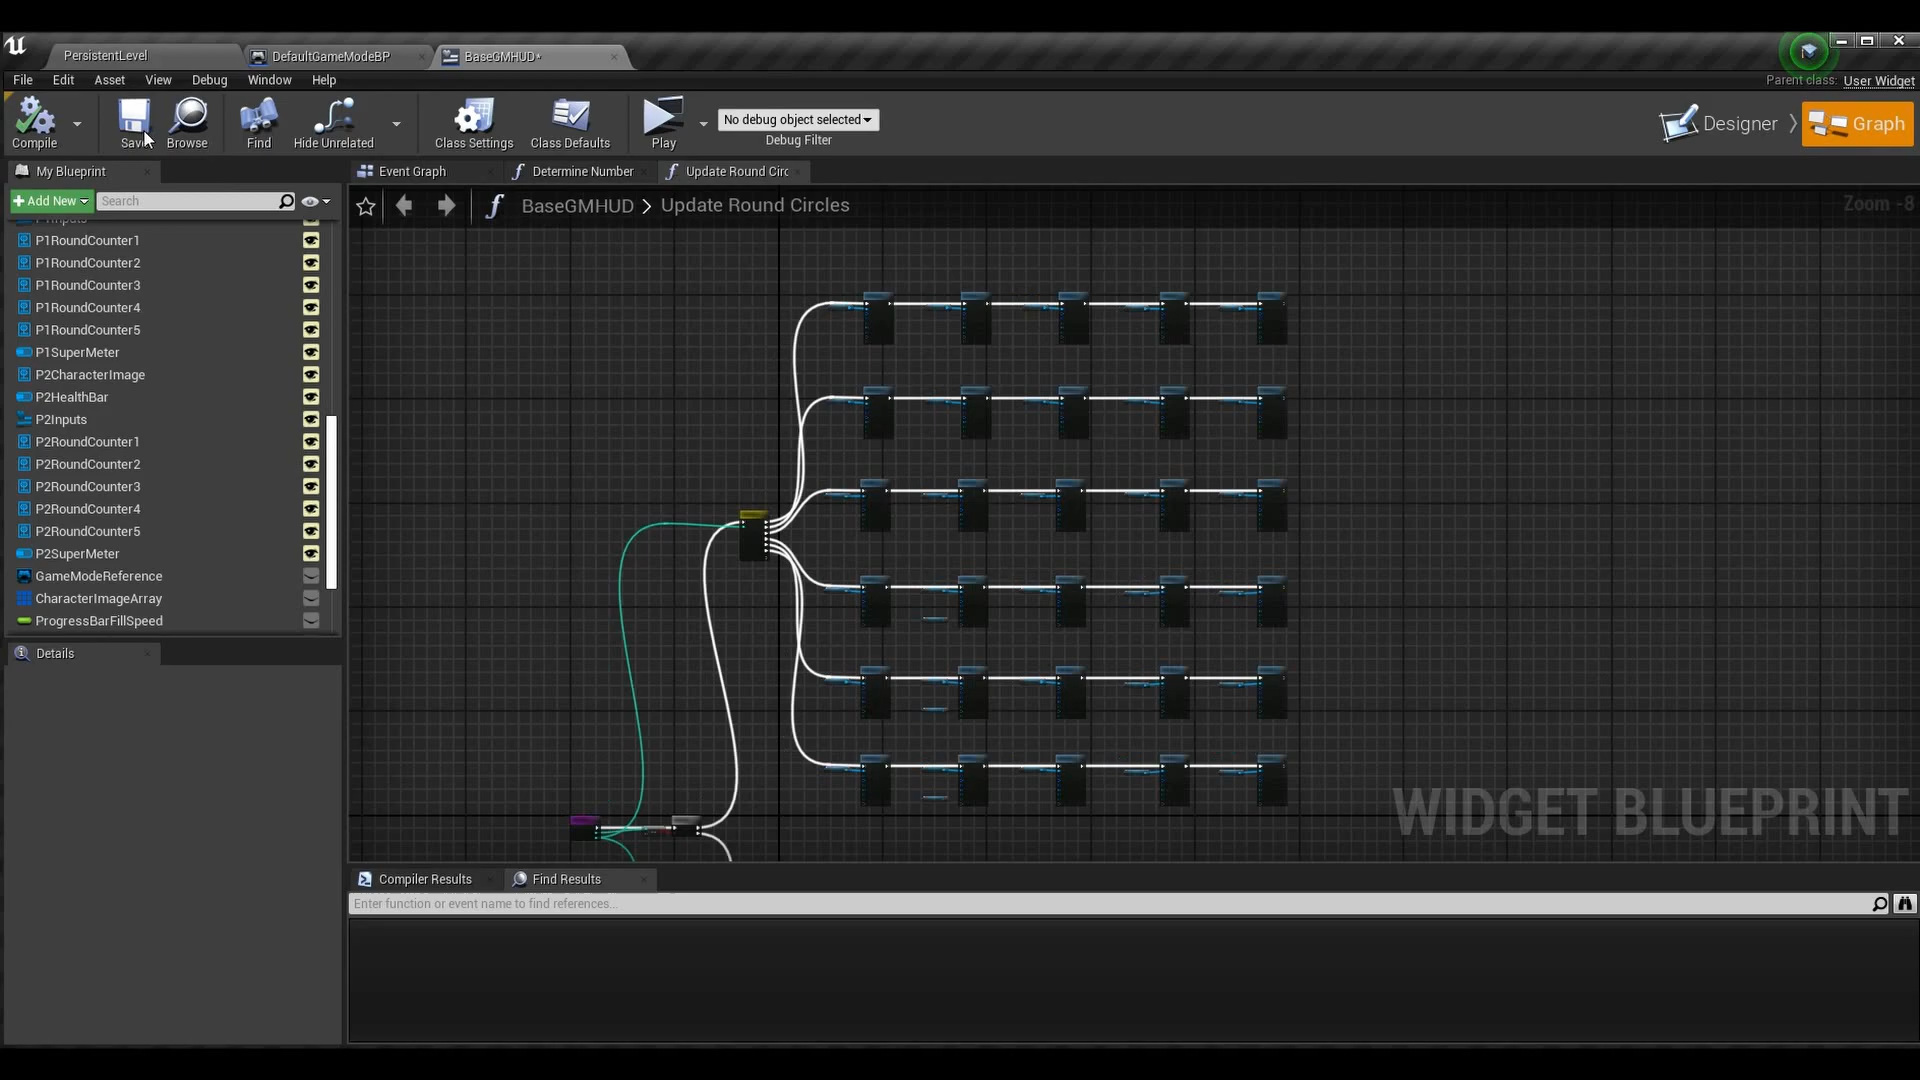 PersistentLevel
DefaultGameModeBP
BaseGMHUD*
File Edit Asset View Debug Window Help
Parent class: User Widget
Compile
Save
Browse
Find
Hide Unrelated
Class Settings
Class Defaults
Play
No debug object selected
Debug Filter
Designer
Graph
My Blueprint
Event Graph
Determine Number
Update Round Circ
+ Add New
Search
BaseGMHUD > Update Round Circles
Zoom -8
P1Inputs
P1RoundCounter1
P1RoundCounter2
P1RoundCounter3
P1RoundCounter4
P1RoundCounter5
P1SuperMeter
P2CharacterImage
P2HealthBar
P2Inputs
P2RoundCounter1
P2RoundCounter2
P2RoundCounter3
P2RoundCounter4
P2RoundCounter5
P2SuperMeter
GameModeReference
CharacterImageArray
ProgressBarFillSpeed
Details
WIDGET BLUEPRINT
Compiler Results
Find Results
Enter function or event name to find references...